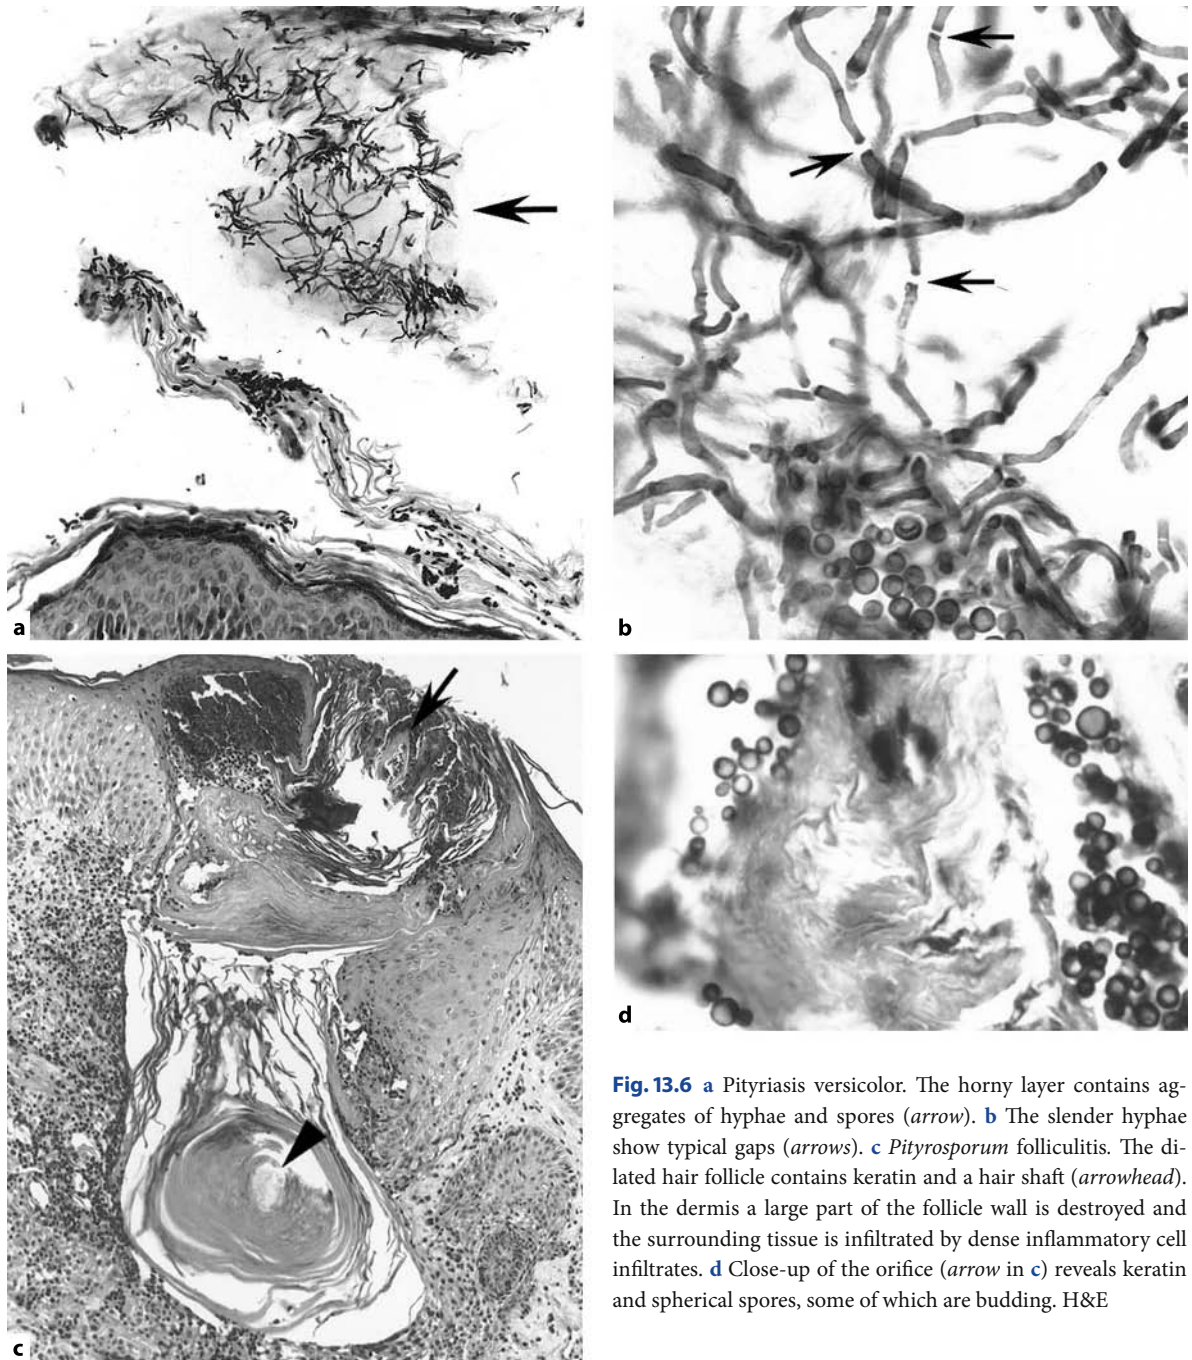 a
b
c
d
Fig. 13.6 a Pityriasis versicolor. The horny layer contains ag-
gregates of hyphae and spores (arrow). b The slender hyphae
show typical gaps (arrows). c Pityrosporum folliculitis. The di-
lated hair follicle contains keratin and a hair shaft (arrowhead).
In the dermis a large part of the follicle wall is destroyed and
the surrounding tissue is infiltrated by dense inflammatory cell
infiltrates. d Close-up of the orifice (arrow in c) reveals keratin
and spherical spores, some of which are budding. H&E